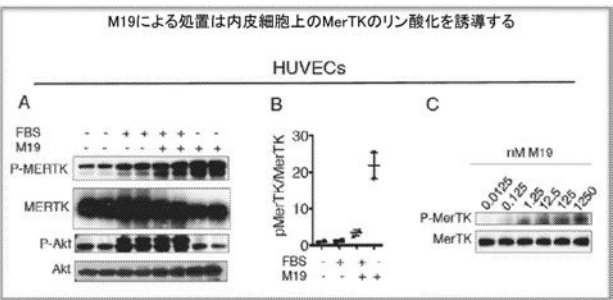 M19による処置は内皮細胞上のMerTKのリン酸化を誘導する
HUVECs
A
FBS - - + + + + - -
M19 - - - - + + + +
P-MERTK
MERTK
P-Akt
Akt
B
pMerTK/MerTK
30
20
10
0
FBS - + + -
M19 - - + +
C
nM M19
0.0125 0.125 1.25 12.5 125 1250
P-MerTK
MerTK